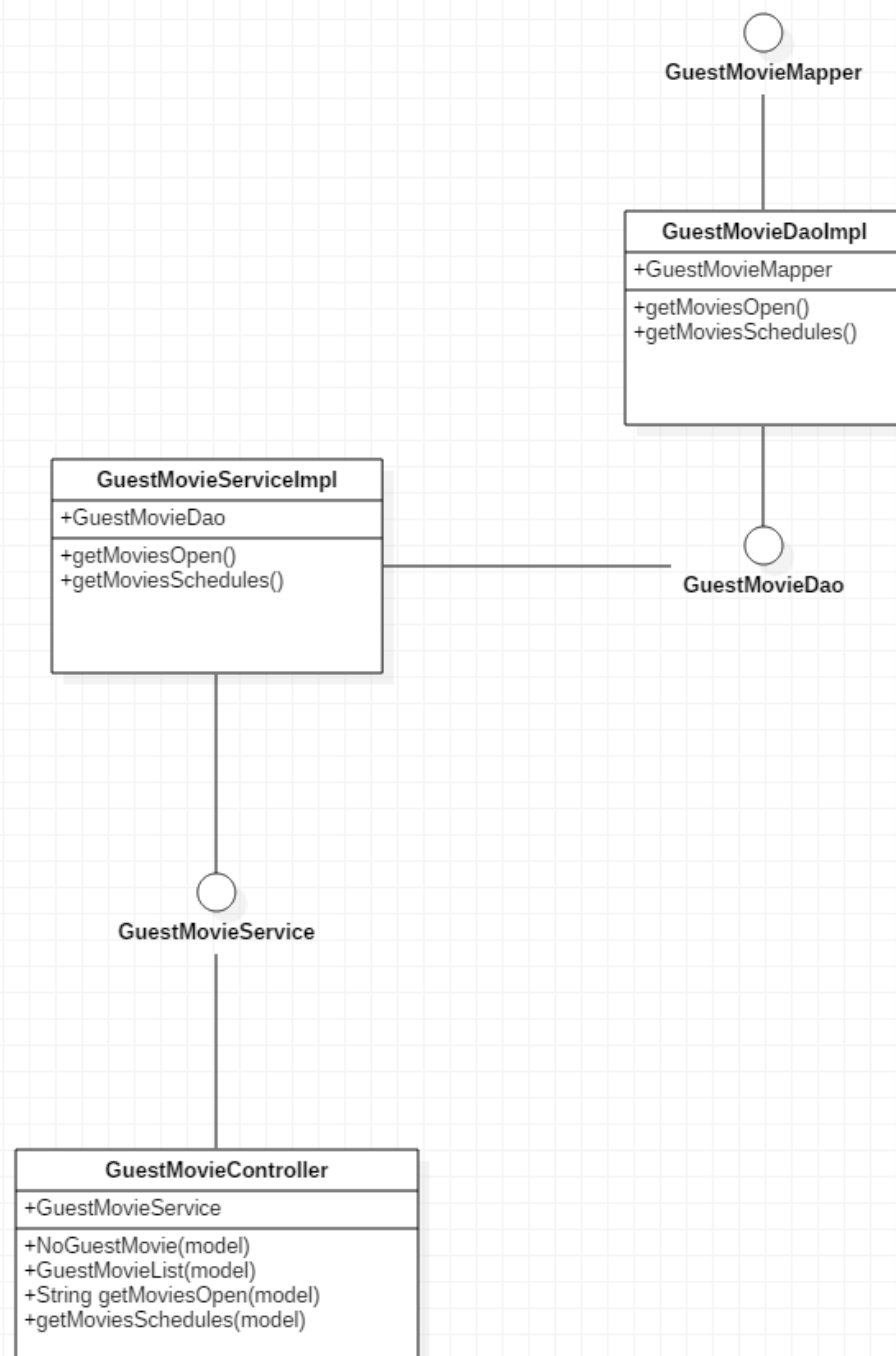 GuestMovieMapper
GuestMovieDaoImpl
+GuestMovieMapper
+getMoviesOpen()
+getMoviesSchedules()
GuestMovieServiceImpl
+GuestMovieDao
+getMoviesOpen()
+getMoviesSchedules()
GuestMovieDao
GuestMovieService
GuestMovieController
+GuestMovieService
+NoGuestMovie(model)
+GuestMovieList(model)
+String getMoviesOpen(model)
+getMoviesSchedules(model)